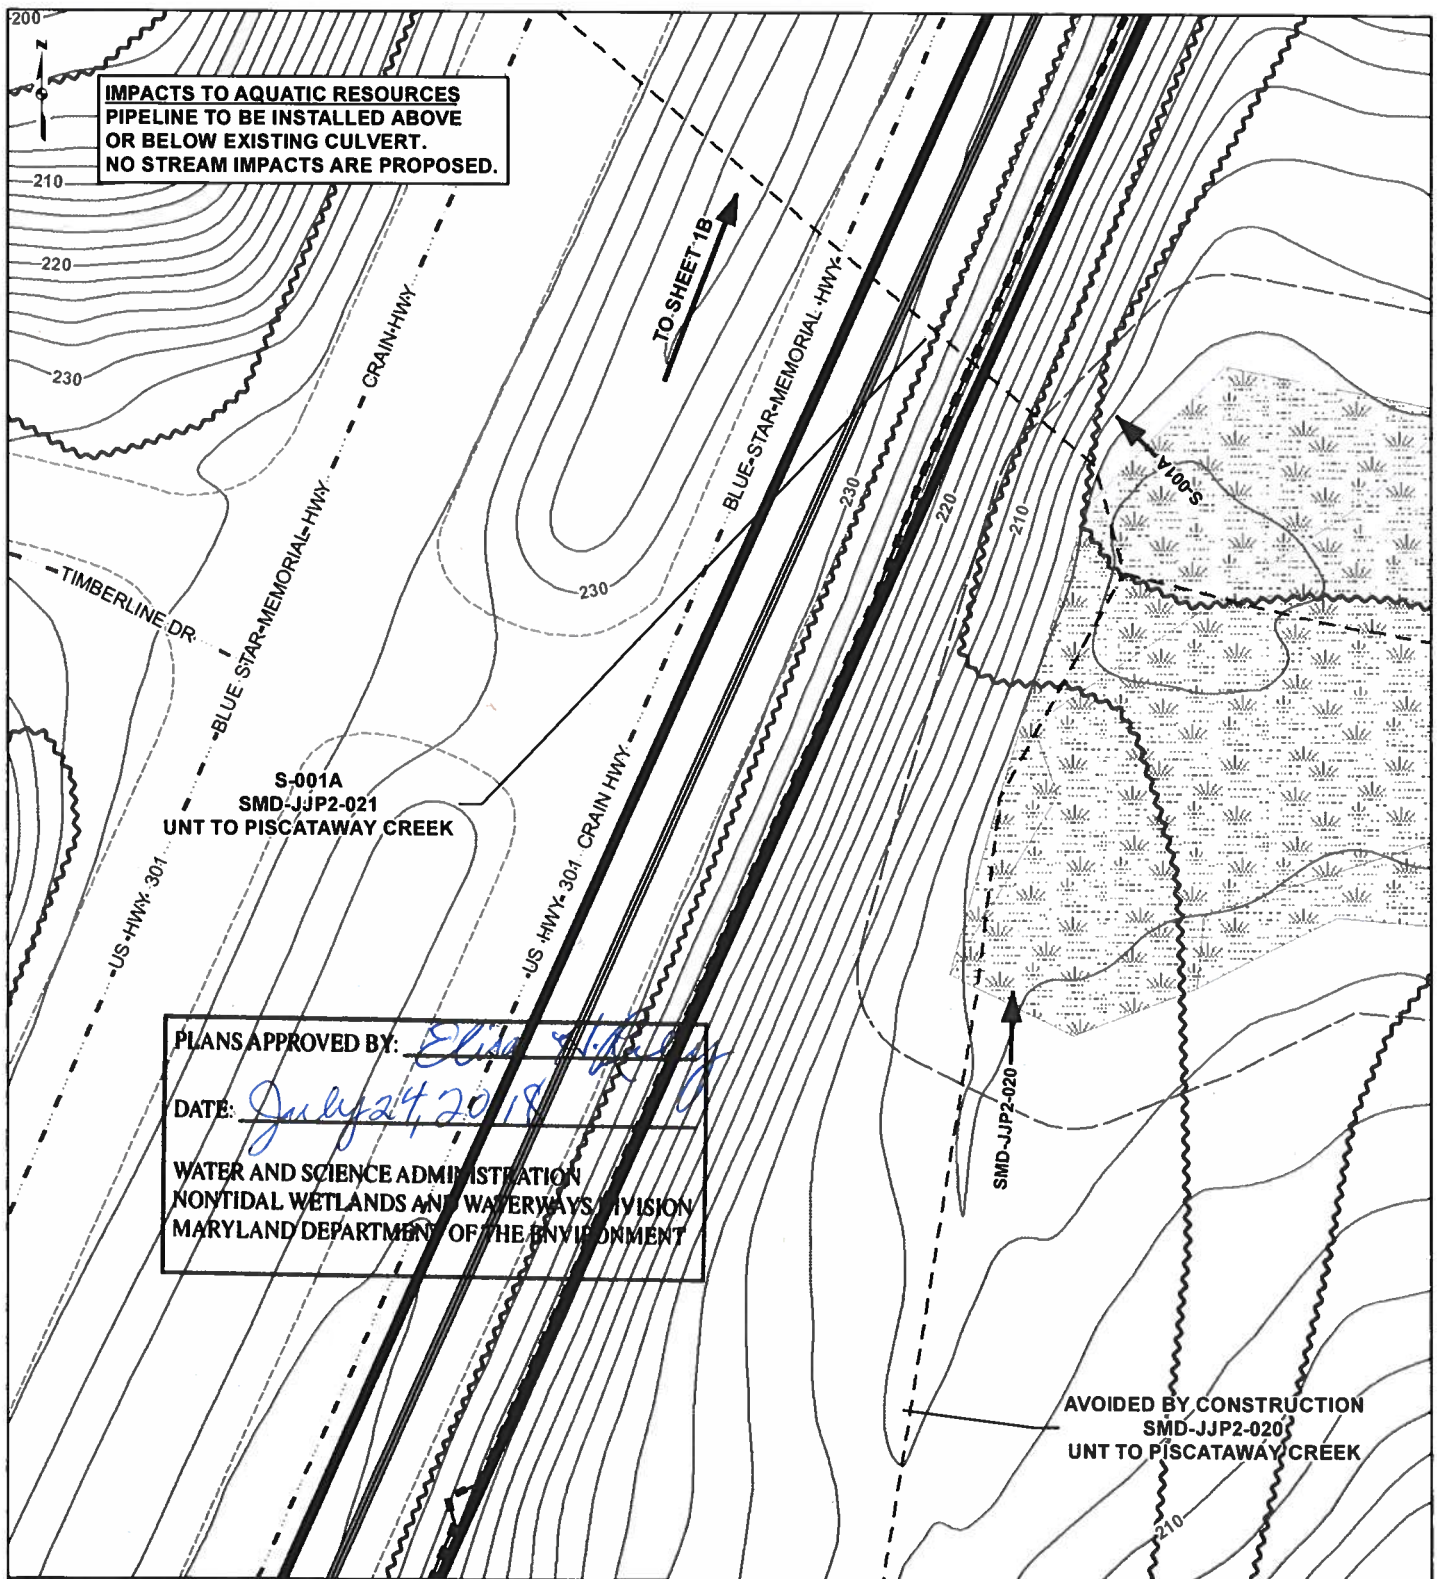 200
N
IMPACTS TO AQUATIC RESOURCES
PIPELINE TO BE INSTALLED ABOVE
OR BELOW EXISTING CULVERT.
NO STREAM IMPACTS ARE PROPOSED.
210
220
230
CRAIN HWY
TO SHEET 1B
BLUE STAR MEMORIAL HWY
BLUE STAR MEMORIAL HWY
TIMBERLINE DR
230
230
220
210
S-001A
S-001A
SMD-JJP2-021
UNT TO PISCATAWAY CREEK
US HWY 301
US HWY 301 CRAIN HWY
PLANS APPROVED BY: Elisa
DATE: July 24, 2018
WATER AND SCIENCE ADMINISTRATION
NONTIDAL WETLANDS AND WATERWAYS DIVISION
MARYLAND DEPARTMENT OF THE ENVIRONMENT
SMD-JJP2-020
AVOIDED BY CONSTRUCTION
SMD-JJP2-020
UNT TO PISCATAWAY CREEK
210